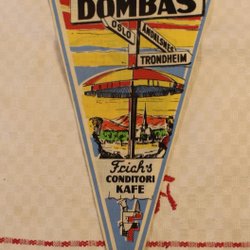 DOMBÅS
OSLO
ÅNDALSNES
TRONDHEIM
Frich's
CONDITORI
KAFE